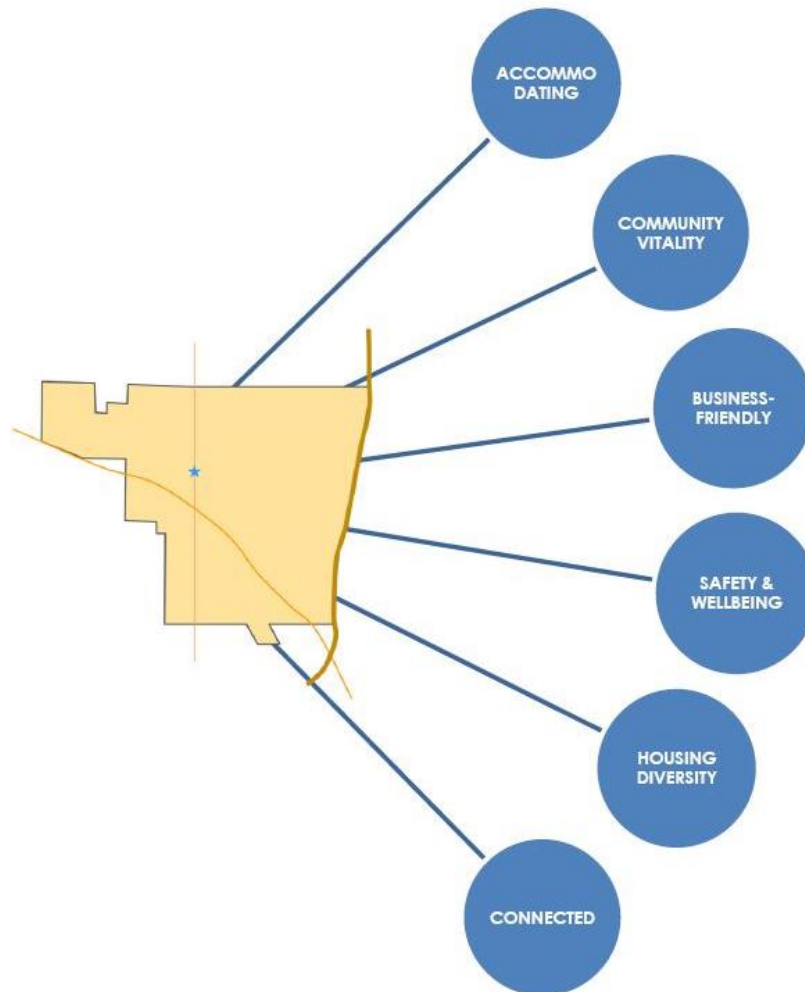 ACCOMMO
DATING
COMMUNITY
VITALITY
BUSINESS-
FRIENDLY
SAFETY &
WELLBEING
HOUSING
DIVERSITY
CONNECTED